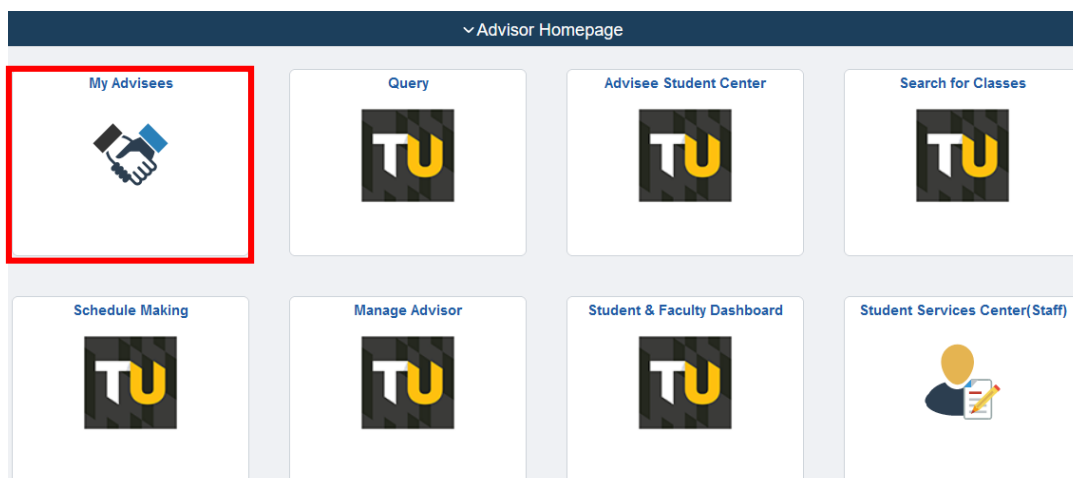 Advisor Homepage
My Advisees
Query
Advisee Student Center
Search for Classes
TU
TU
TU
Schedule Making
Manage Advisor
Student & Faculty Dashboard
Student Services Center(Staff)
TU
TU
TU